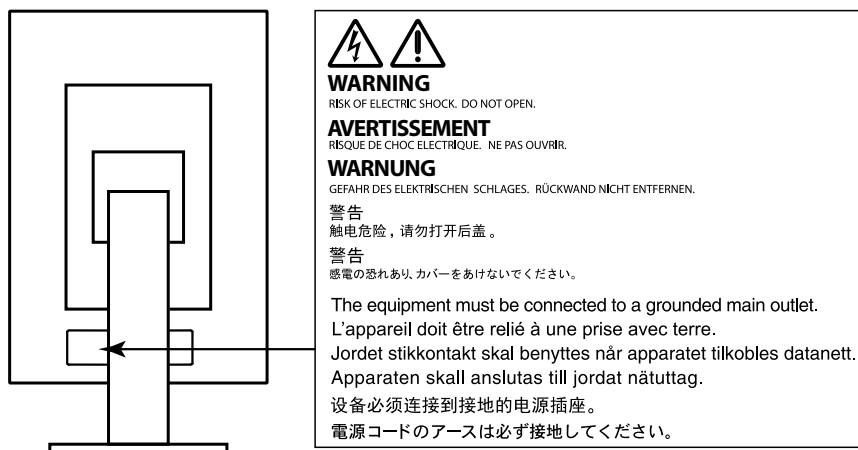 WARNING
RISK OF ELECTRIC SHOCK. DO NOT OPEN.
AVERTISSEMENT
RISQUE DE CHOC ELECTRIQUE. NE PAS OUVRIR.
WARNUNG
GEFAHR DES ELEKTRISCHEN SCHLAGES. RÜCKWAND NICHT ENTFERNEN.
警告
触电危险，请勿打开后盖。
警告
感電の恐れあり、カバーをあけないでください。
The equipment must be connected to a grounded main outlet.
L'appareil doit être relié à une prise avec terre.
Jordet stikkontakt skal benyttes når apparatet tilkobles datanett.
Apparaten skall anslutas till jordat nätuttag.
设备必须连接到接地的电源插座。
電源コードのアースは必ず接地してください。